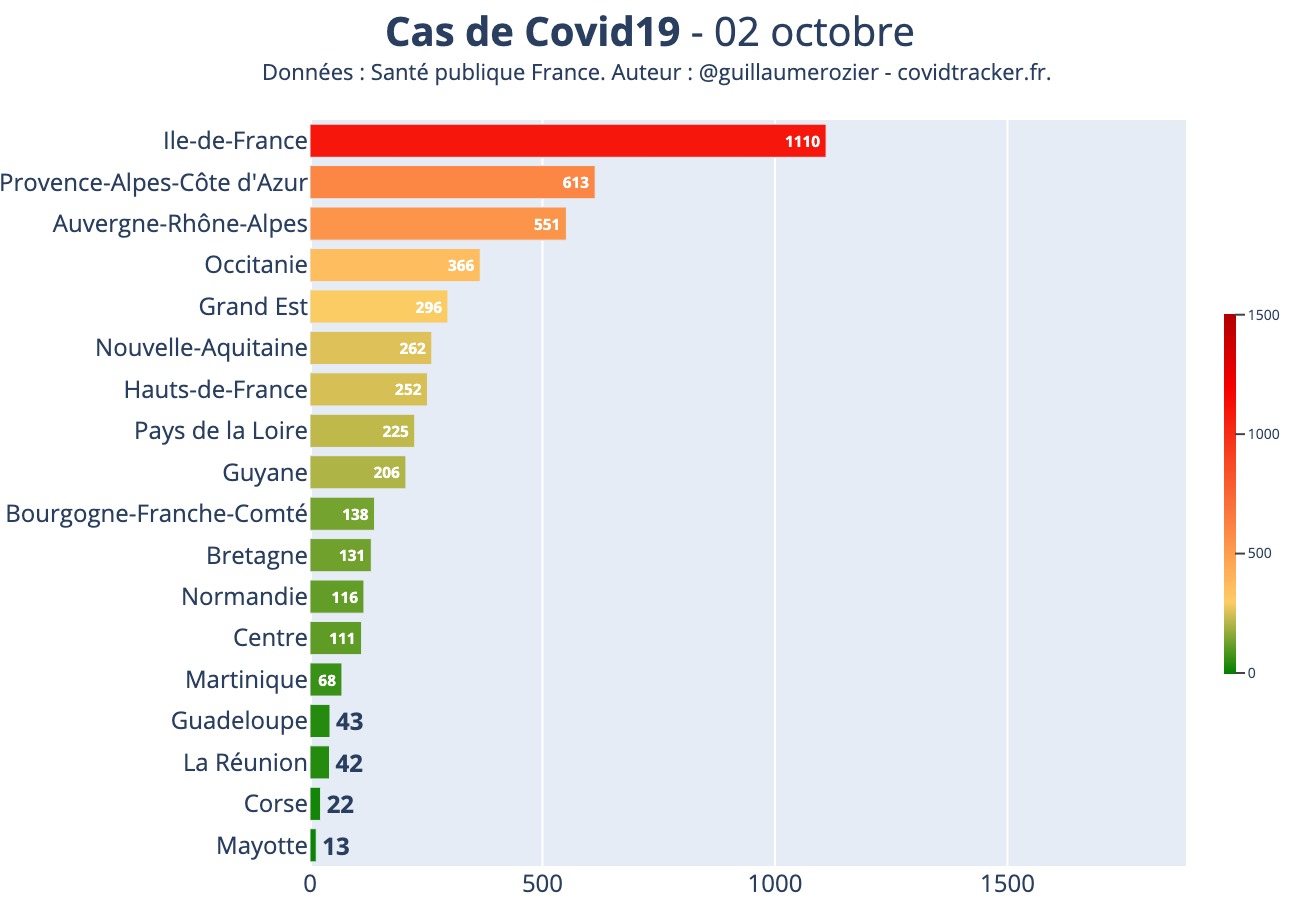 Cas de Covid19 - 02 octobre
Données : Santé publique France. Auteur : @guillaumerozier - covidtracker.fr.
Ile-de-France 1110
Provence-Alpes-Côte d'Azur 613
Auvergne-Rhône-Alpes 551
Occitanie 366
Grand Est 296
Nouvelle-Aquitaine 262
Hauts-de-France 252
Pays de la Loire 225
Guyane 206
Bourgogne-Franche-Comté 138
Bretagne 131
Normandie 116
Centre 111
Martinique 68
Guadeloupe 43
La Réunion 42
Corse 22
Mayotte 13
0 500 1000 1500
1500
1000
500
0